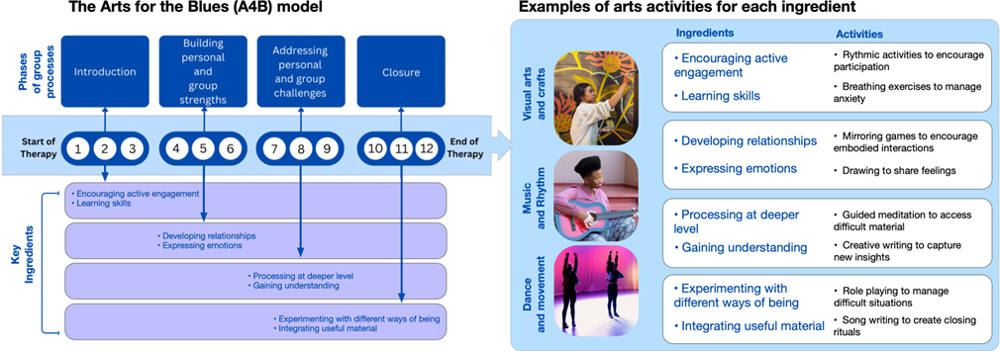 The Arts for the Blues (A4B) model
Phases
of group
processes
Introduction
Building
personal
and
group
strengths
Addressing
personal
and group
challenges
Closure
Start of
Therapy
1 2 3
4 5 6
7 8 9
10 11 12
End of
Therapy
Key
Ingredients
• Encouraging active engagement
• Learning skills
• Developing relationships
• Expressing emotions
• Processing at deeper level
• Gaining understanding
• Experimenting with different ways of being
• Integrating useful material
Examples of arts activities for each ingredient
Visual arts
and crafts
Music
and Rhythm
Dance
and movement
Ingredients
Activities
• Encouraging active
engagement
• Learning skills
• Rythmic activities to encourage
participation
• Breathing exercises to manage
anxiety
• Developing relationships
• Expressing emotions
• Mirroring games to encourage
embodied interactions
• Drawing to share feelings
• Processing at deeper
level
• Gaining understanding
• Guided meditation to access
difficult material
• Creative writing to capture
new insights
• Experimenting with
different ways of being
• Integrating useful material
• Role playing to manage
difficult situations
• Song writing to create closing
rituals